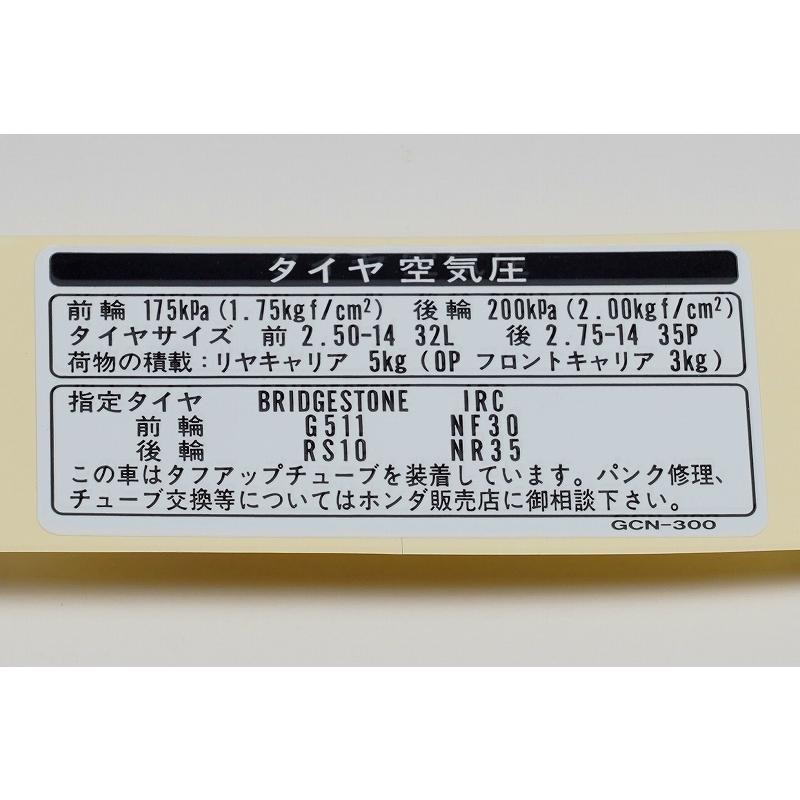 タイヤ空気圧
前輪 175kPa(1.75kgf/cm²) 後輪 200kPa(2.00kgf/cm²)
タイヤサイズ 前 2.50-14 32L 後 2.75-14 35P
荷物の積載:リヤキャリア 5kg(OP フロントキャリア 3kg)
指定タイヤ BRIDGESTONE IRC
前輪 G511 NF30
後輪 RS10 NR35
この車はタフアップチューブを装着しています。パンク修理、
チューブ交換等についてはホンダ販売店に御相談下さい。
GCN-300